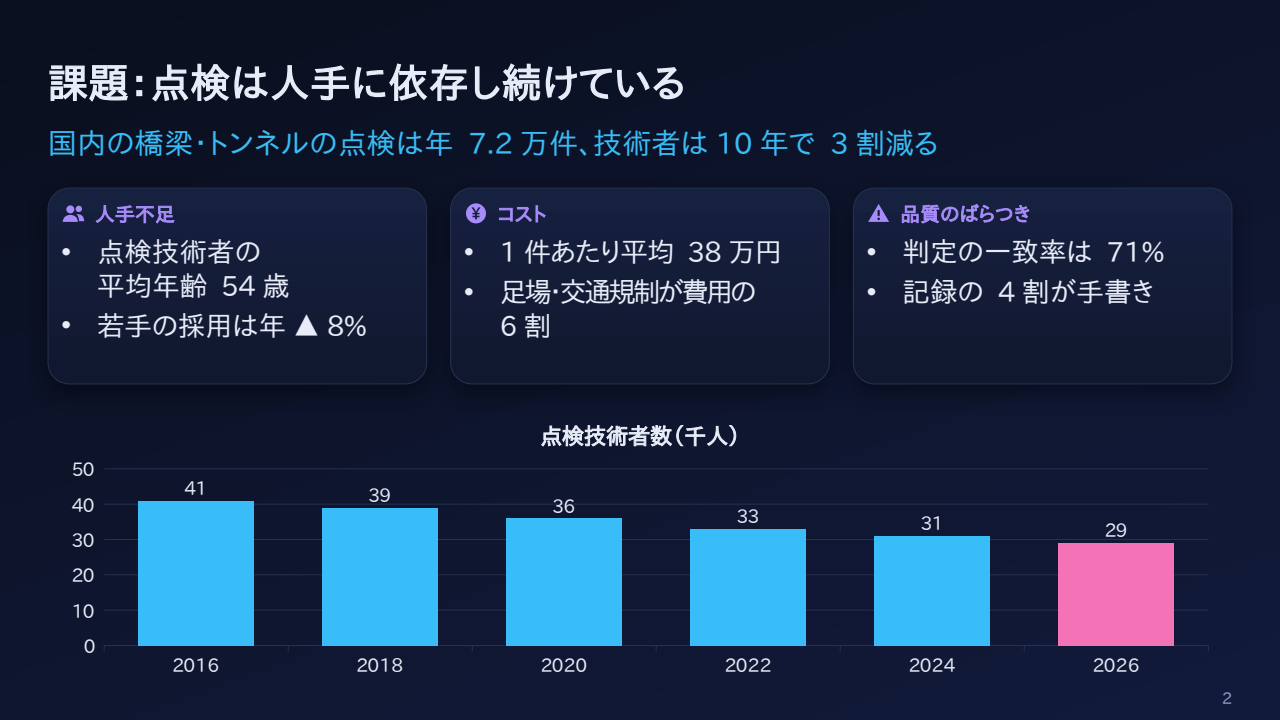 課題：点検は人手に依存し続けている
国内の橋梁・トンネルの点検は年 7.2 万件、技術者は 10 年で 3 割減る
人手不足
• 点検技術者の
平均年齢 54 歳
• 若手の採用は年 ▲ 8%
¥ コスト
• 1 件あたり平均 38 万円
• 足場・交通規制が費用の
6 割
品質のばらつき
• 判定の一致率は 71%
• 記録の 4 割が手書き
点検技術者数（千人）
50
40
30
20
10
0
41
39
36
33
31
29
2016
2018
2020
2022
2024
2026
2